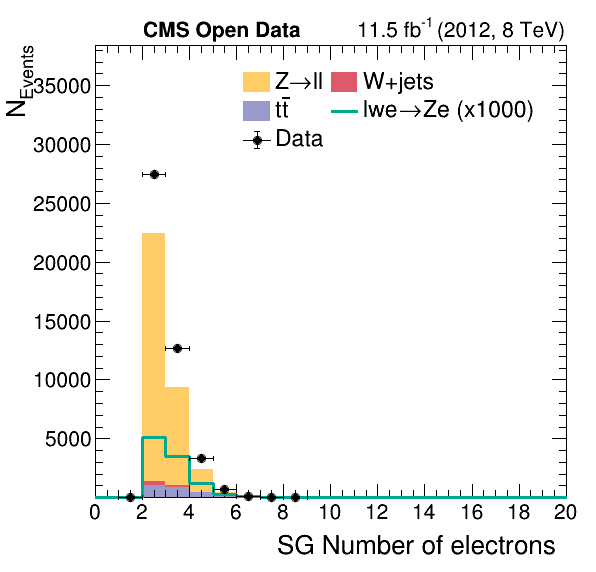 CMS Open Data 11.5 fb⁻¹ (2012, 8 TeV)
N_Events
Z→ll W+jets
tt̄ lwe→Ze (x1000)
Data
35000
30000
25000
20000
15000
10000
5000
0 2 4 6 8 10 12 14 16 18 20
SG Number of electrons